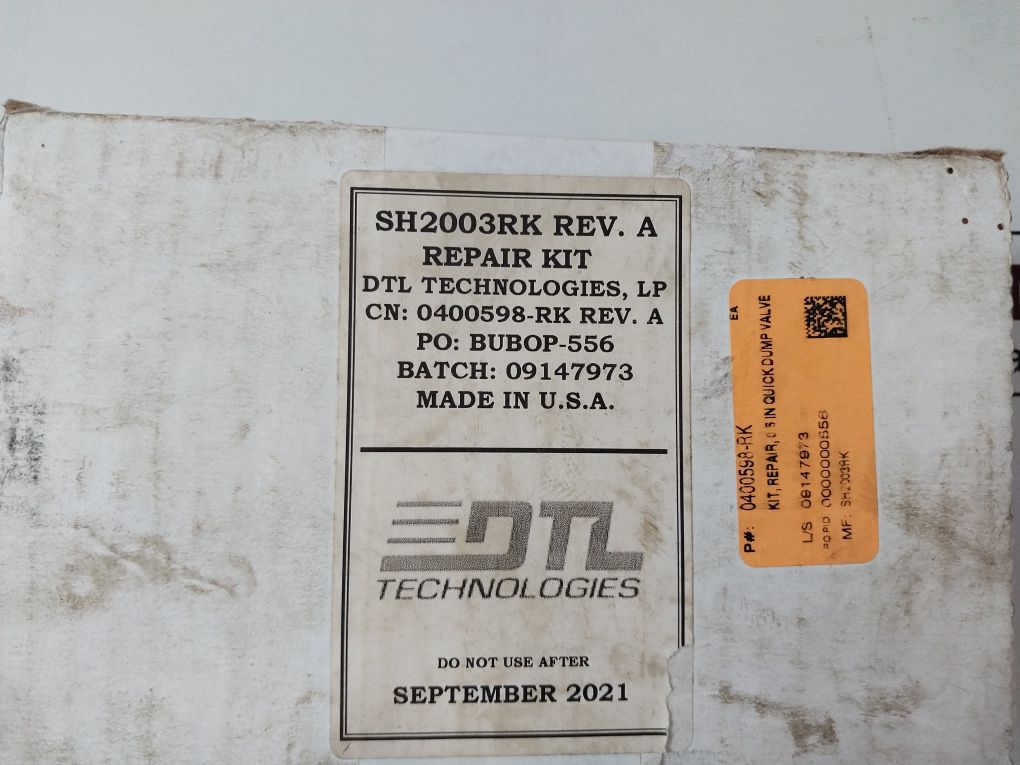 SH2003RK REV. A
REPAIR KIT
DTL TECHNOLOGIES, LP
CN: 0400598-RK REV. A
PO: BUBOP-556
BATCH: 09147973
MADE IN U.S.A.
DTL
TECHNOLOGIES
DO NOT USE AFTER
SEPTEMBER 2021
P#: 0400598-RK EA
KIT, REPAIR, IN QUICK DUMP VALVE
L/S 09147973
PO PID 0000000556
MF: SH2003RK